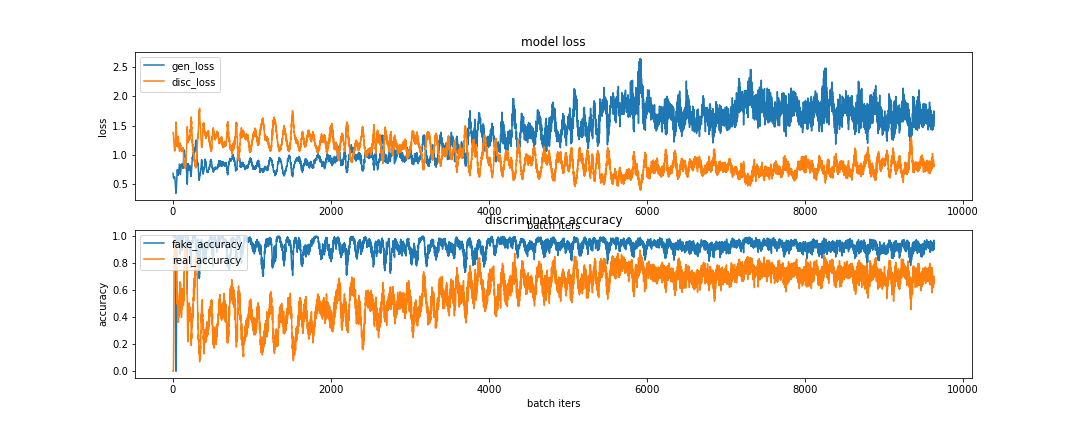 model loss
gen_loss
disc_loss
2.5
2.0
1.5
1.0
0.5
loss
0 2000 4000 6000 8000 10000
batch iters
discriminator accuracy
fake_accuracy
real_accuracy
1.0
0.8
0.6
0.4
0.2
0.0
accuracy
0 2000 4000 6000 8000 10000
batch iters